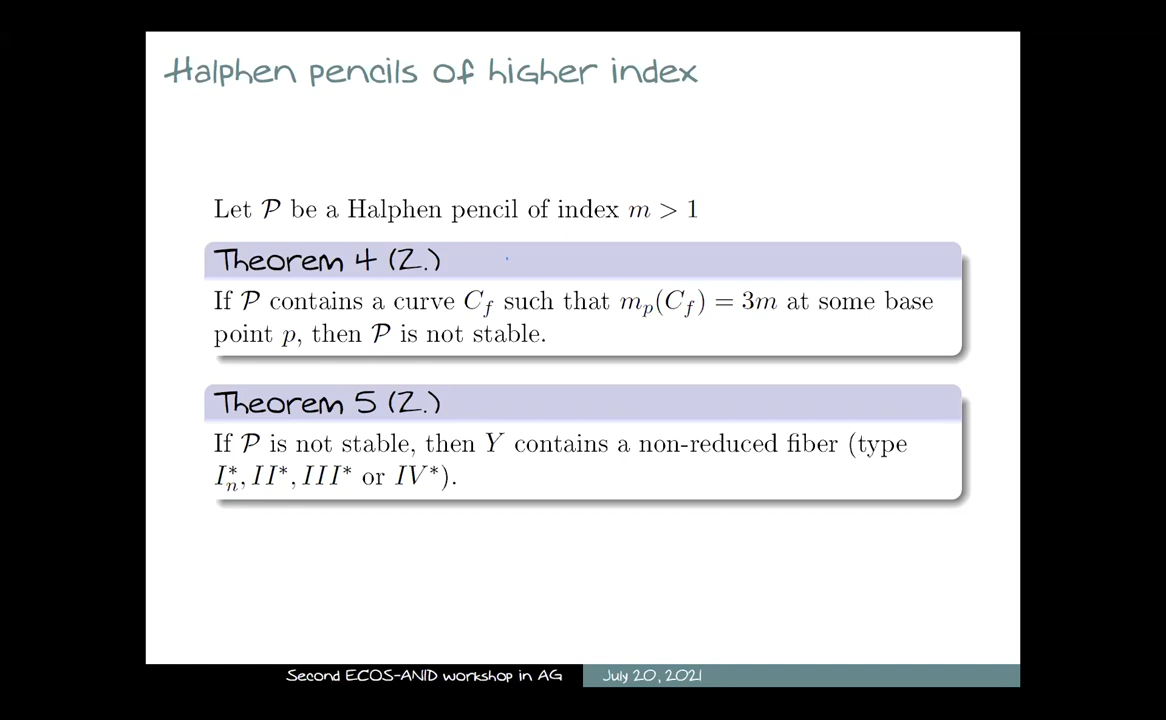 Halphen pencils of higher index
Let 𝒫 be a Halphen pencil of index m > 1
Theorem 4 (Z.)
If 𝒫 contains a curve C_f such that m_p(C_f) = 3m at some base
point p, then 𝒫 is not stable.
Theorem 5 (Z.)
If 𝒫 is not stable, then Y contains a non-reduced fiber (type
I_n^*, II^*, III^* or IV^*).
Second ECOS-ANID workshop in AG
July 20, 2021